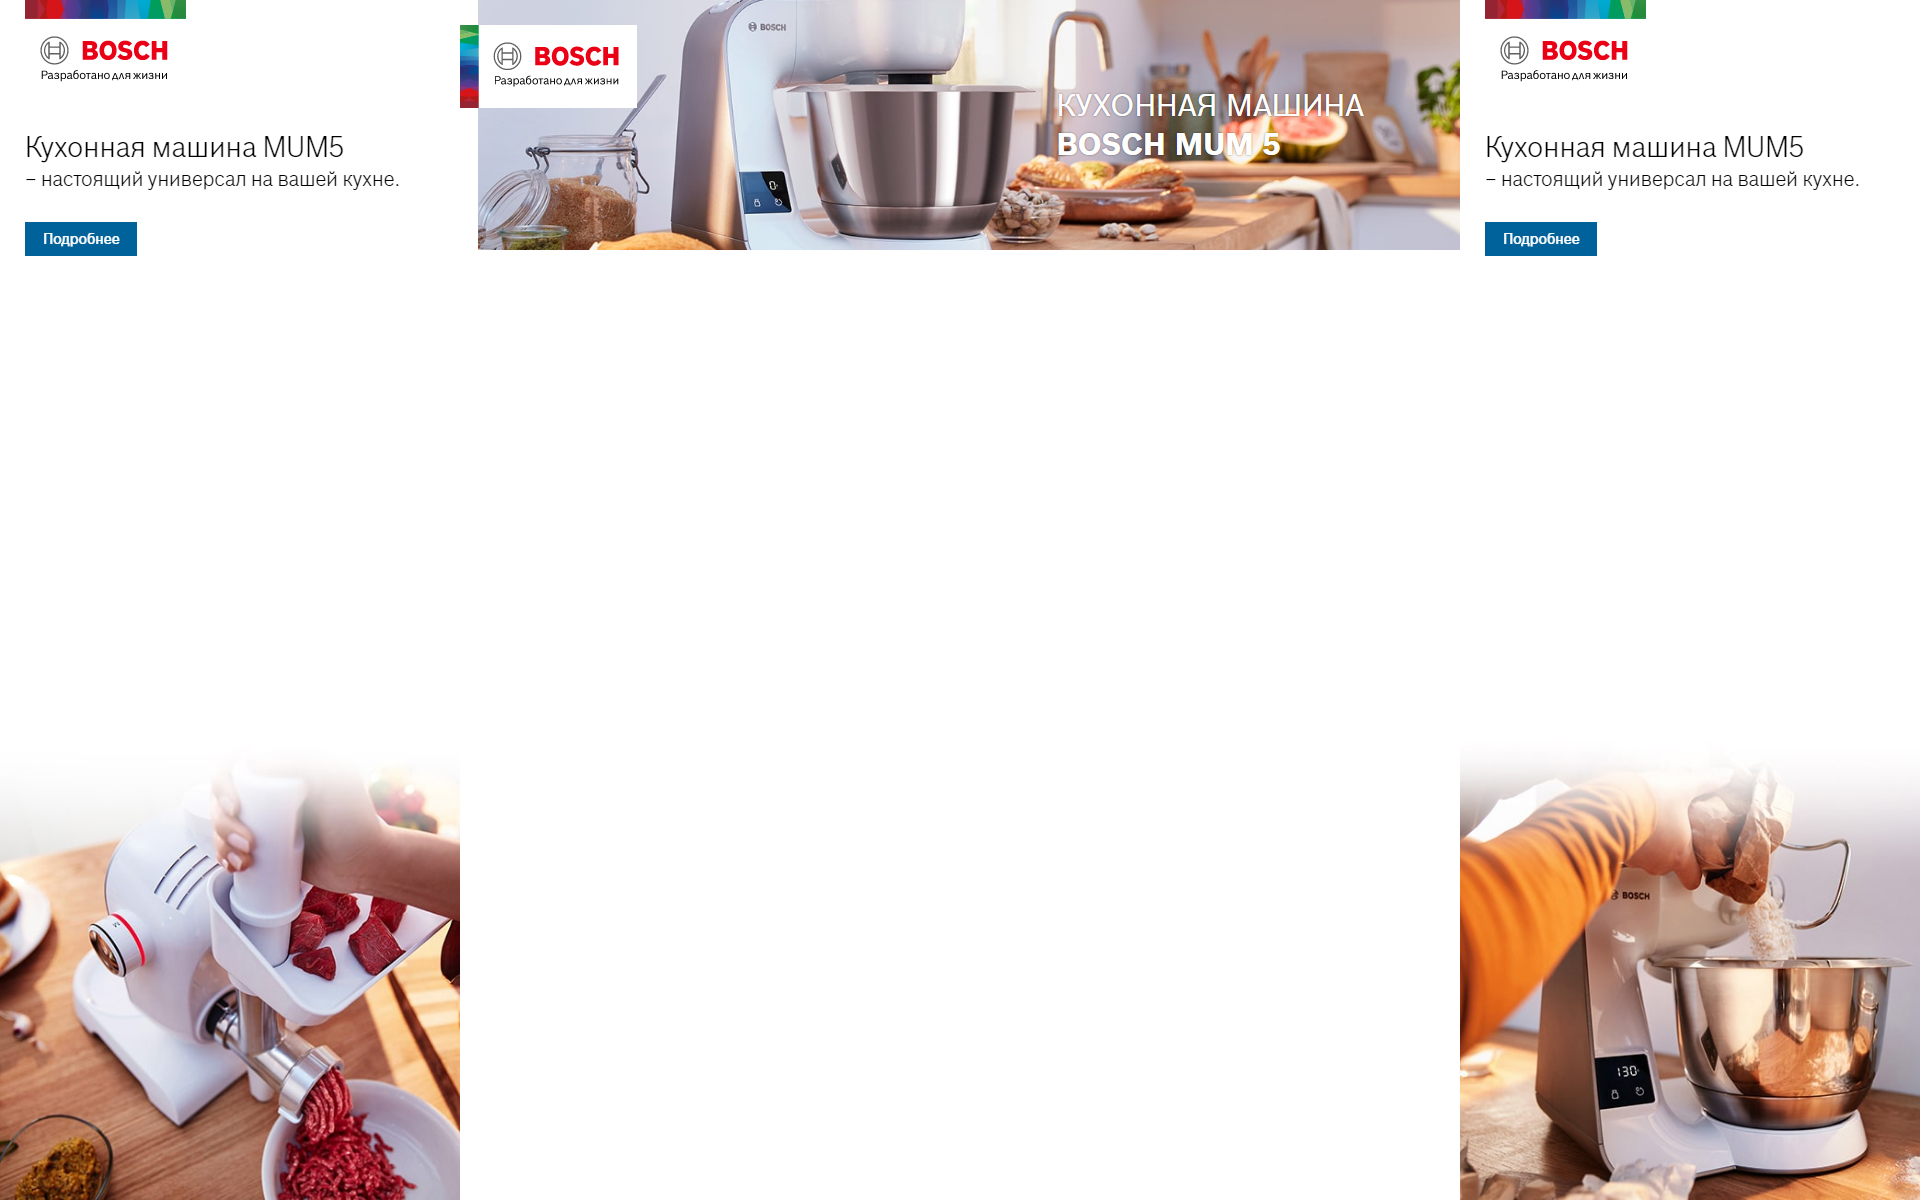 BOSCH
Разработано для жизни
Кухонная машина MUM5
– настоящий универсал на вашей кухне.
Подробнее
BOSCH
Разработано для жизни
BOSCH
КУХОННАЯ МАШИНА
BOSCH MUM 5
0
BOSCH
Разработано для жизни
Кухонная машина MUM5
– настоящий универсал на вашей кухне.
Подробнее
BOSCH
130